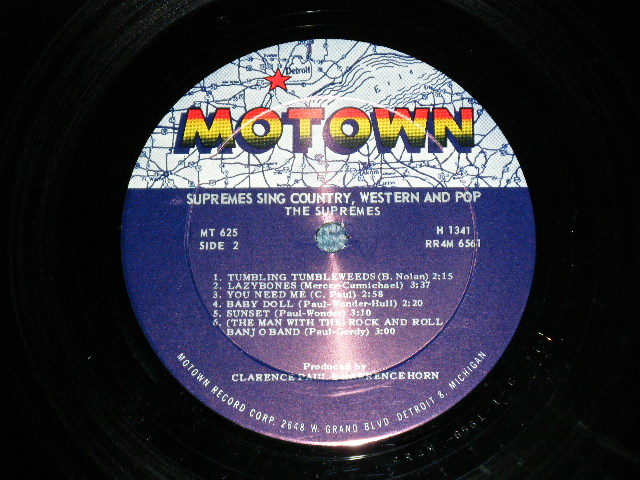 Detroit
E
Akron
MOTOWN
SUPREMES SING COUNTRY, WESTERN AND POP
THE SUPREMES
MT 625
SIDE 2
H 1341
RR4M 6561
1. TUMBLING TUMBLEWEEDS (B. Nolan) 2:15
2. LAZYBONES (Mercer-Carmichael) 3:37
3. YOU NEED ME (C. Paul) 2:58
4. BABY DOLL (Paul-Wonder-Hull) 2:20
5. SUNSET (Paul-Wonder) 3:10
6. (THE MAN WITH THE) ROCK AND ROLL
BANJO BAND (Paul-Gordy) 3:00
Produced by
CLARENCE PAUL & LAWRENCE HORN
MOTOWN RECORD CORP. 2648 W. GRAND BLVD. DETROIT 8, MICHIGAN